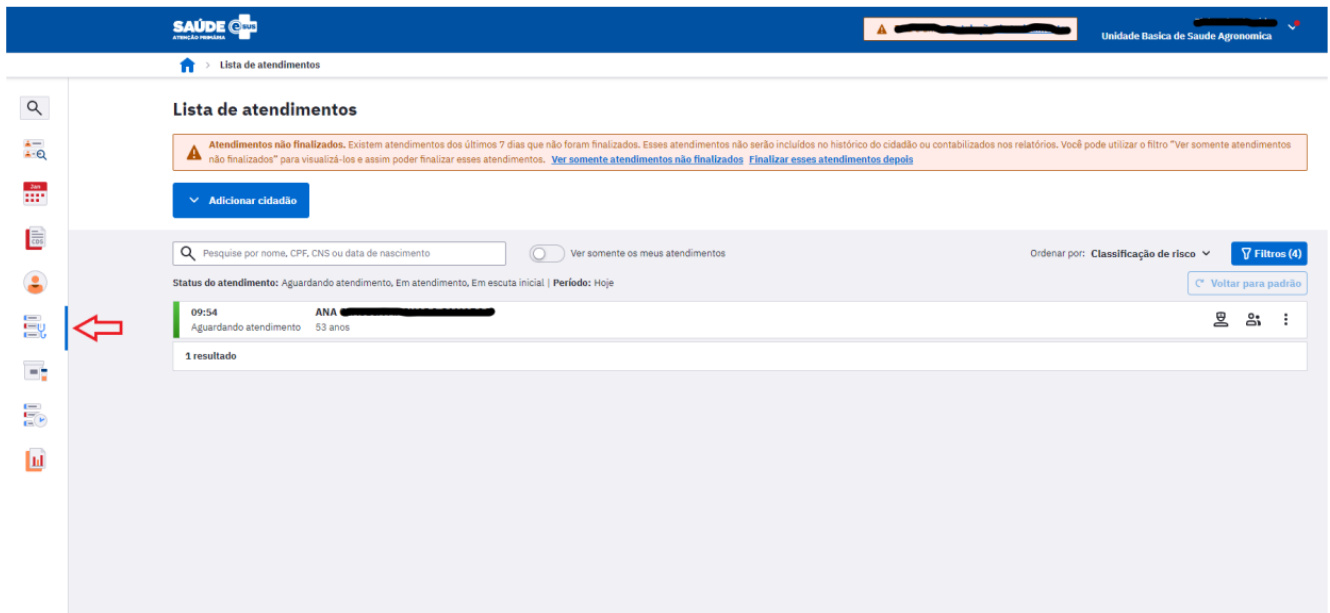 SAÚDE e SUS
ATENÇÃO PRIMÁRIA
Unidade Basica de Saude Agronomica
> Lista de atendimentos
Lista de atendimentos
Atendimentos não finalizados. Existem atendimentos dos últimos 7 dias que não foram finalizados. Esses atendimentos não serão incluídos no histórico do cidadão ou contabilizados nos relatórios. Você pode utilizar o filtro "Ver somente atendimentos
não finalizados" para visualizá-los e assim poder finalizar esses atendimentos. Ver somente atendimentos não finalizados Finalizar esses atendimentos depois
Adicionar cidadão
Jan
CDS
Pesquise por nome, CPF, CNS ou data de nascimento Ver somente os meus atendimentos Ordenar por: Classificação de risco Filtros (4)
Status do atendimento: Aguardando atendimento, Em atendimento, Em escuta inicial | Período: Hoje Voltar para padrão
09:54 ANA
Aguardando atendimento 53 anos
1 resultado